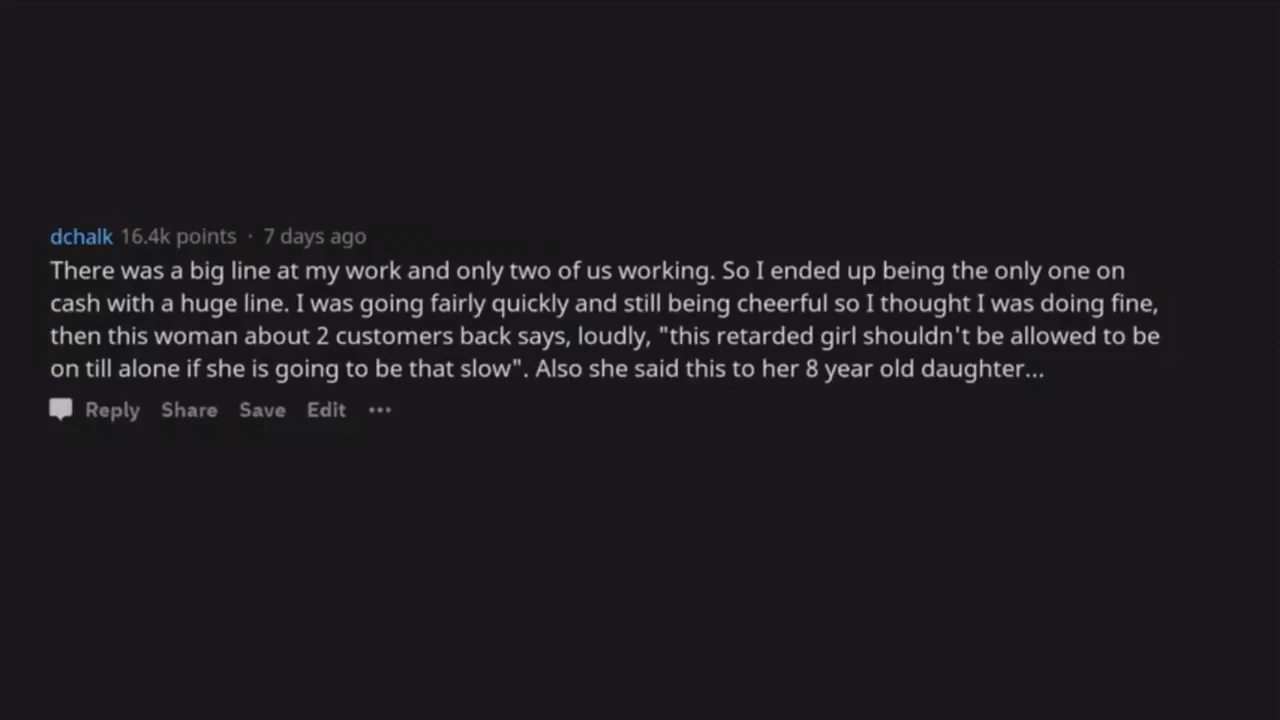 dchalk 16.4k points · 7 days ago
There was a big line at my work and only two of us working. So I ended up being the only one on
cash with a huge line. I was going fairly quickly and still being cheerful so I thought I was doing fine,
then this woman about 2 customers back says, loudly, "this retarded girl shouldn't be allowed to be
on till alone if she is going to be that slow". Also she said this to her 8 year old daughter...
Reply Share Save Edit ···